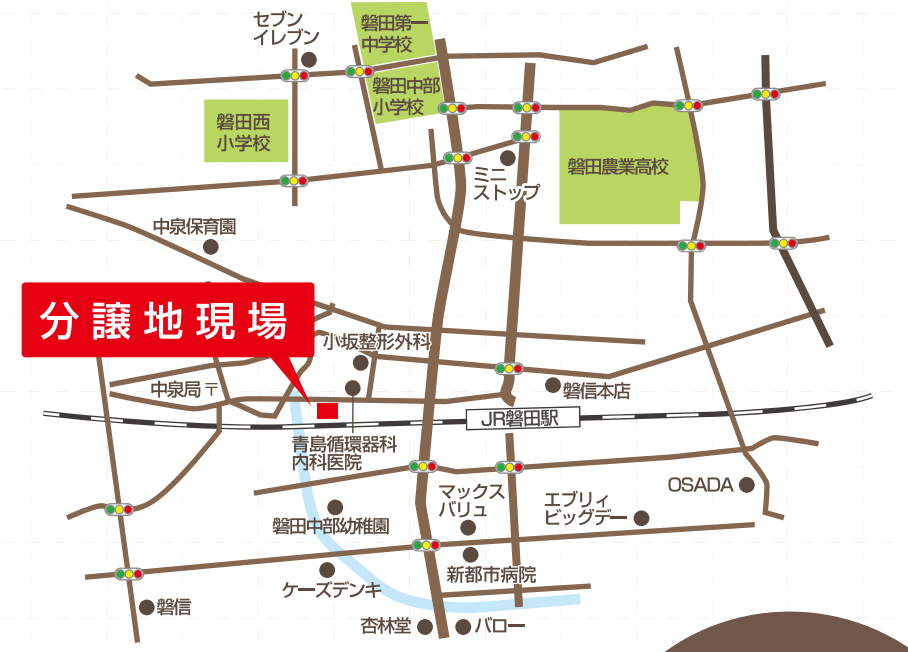 セブン
イレブン
磐田第一
中学校
磐田中部
小学校
磐田西
小学校
磐田農業高校
ミニ
ストップ
中泉保育園
分譲地現場
小坂整形外科
中泉局〒
磐信本店
JR磐田駅
青島循環器科
内科医院
マックス
バリュ
エブリィ
ビッグデー
OSADA
磐田中部幼稚園
新都市病院
ケーズデンキ
磐信
杏林堂
バロー